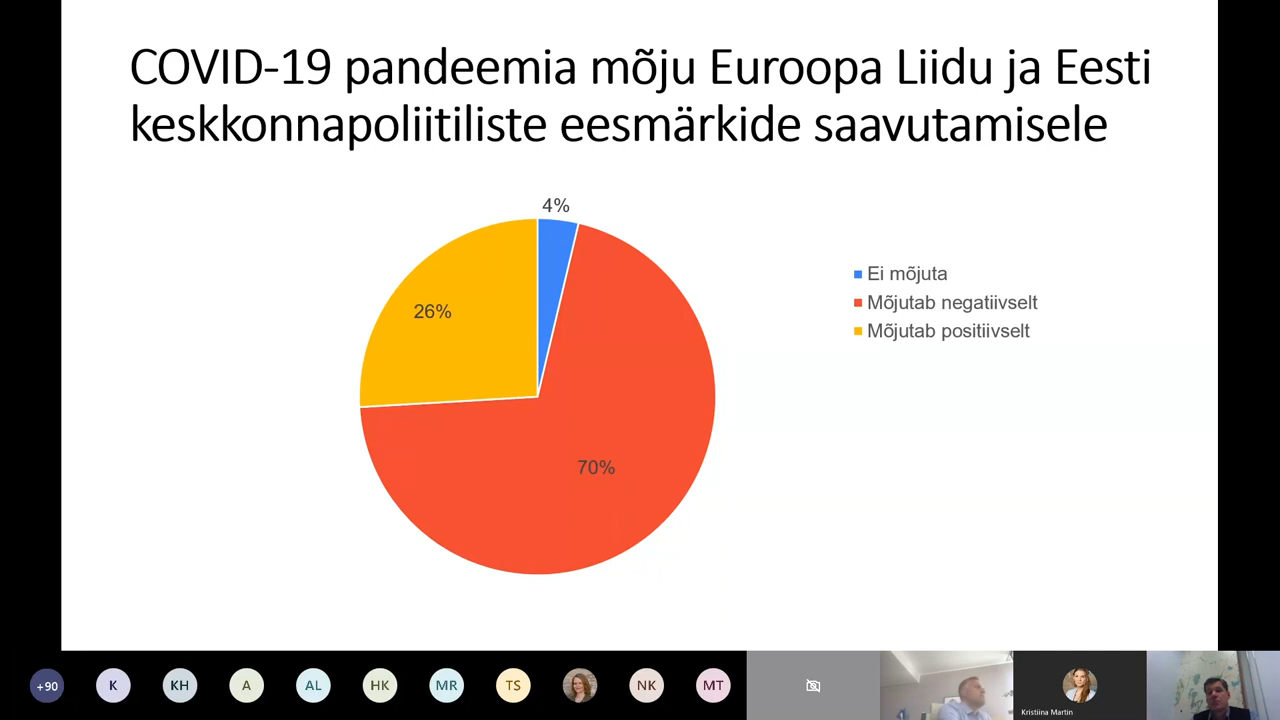 COVID-19 pandeemia mõju Euroopa Liidu ja Eesti
keskkonnapoliitiliste eesmärkide saavutamisele
4%
26%
70%
Ei mõjuta
Mõjutab negatiivselt
Mõjutab positiivselt
+90
K
KH
A
AL
HK
MR
TS
NK
MT
Kristiina Martin